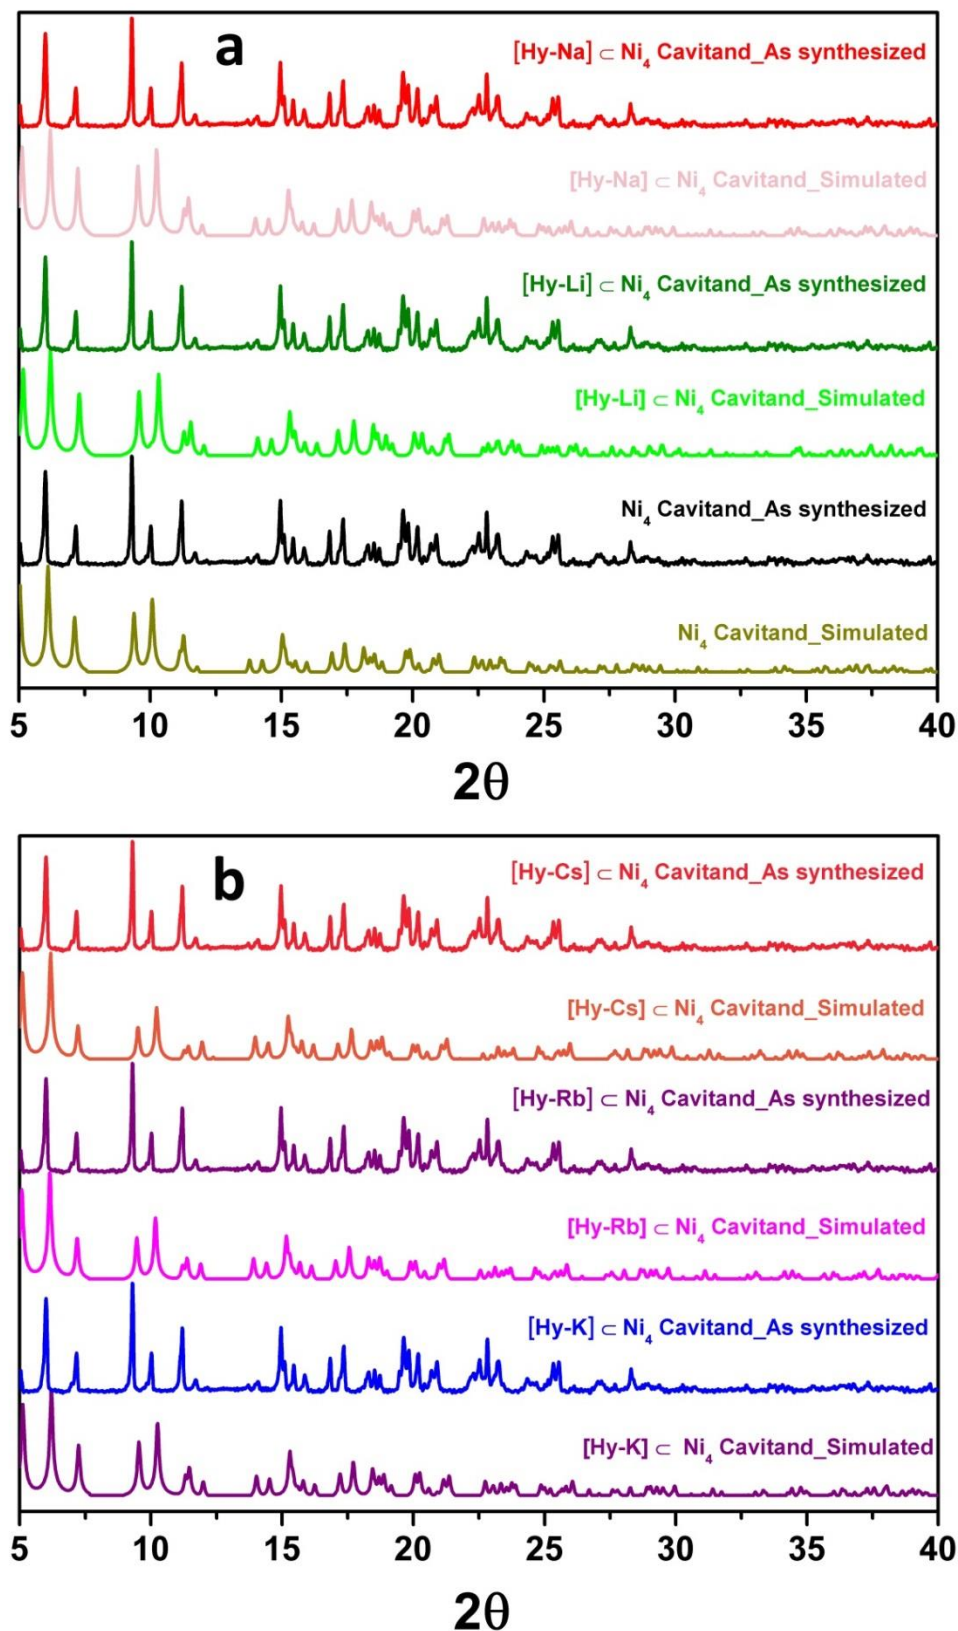 a
[Hy-Na] ⊂ Ni₄ Cavitand_As synthesized
[Hy-Na] ⊂ Ni₄ Cavitand_Simulated
[Hy-Li] ⊂ Ni₄ Cavitand_As synthesized
[Hy-Li] ⊂ Ni₄ Cavitand_Simulated
Ni₄ Cavitand_As synthesized
Ni₄ Cavitand_Simulated
5 10 15 20 25 30 35 40
2θ
b
[Hy-Cs] ⊂ Ni₄ Cavitand_As synthesized
[Hy-Cs] ⊂ Ni₄ Cavitand_Simulated
[Hy-Rb] ⊂ Ni₄ Cavitand_As synthesized
[Hy-Rb] ⊂ Ni₄ Cavitand_Simulated
[Hy-K] ⊂ Ni₄ Cavitand_As synthesized
[Hy-K] ⊂ Ni₄ Cavitand_Simulated
5 10 15 20 25 30 35 40
2θ